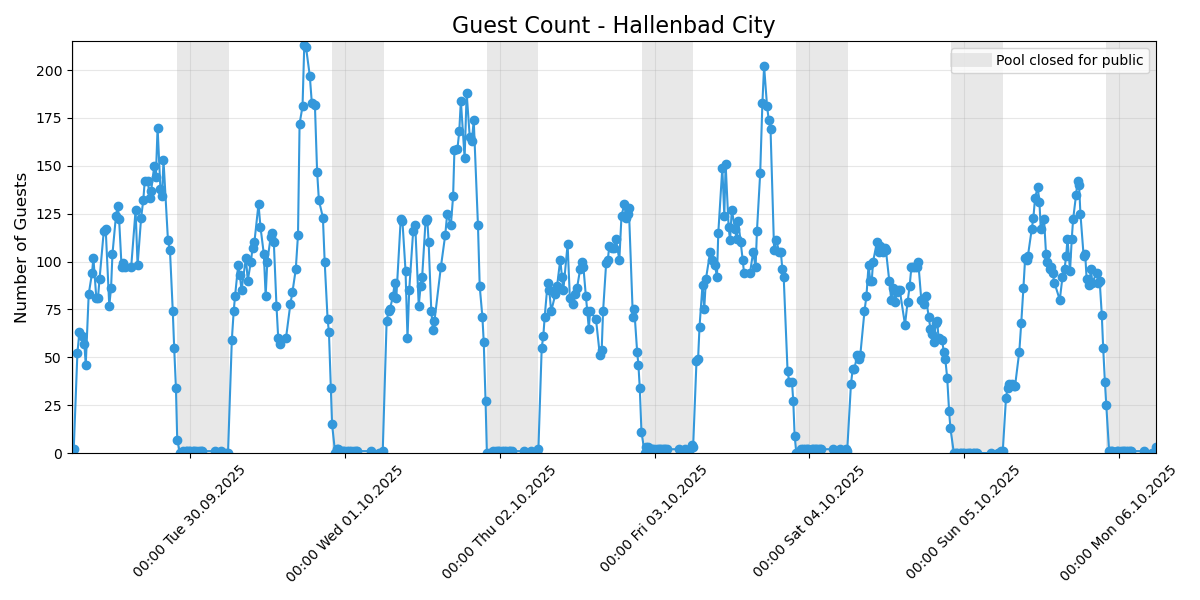 Guest Count - Hallenbad City
Pool closed for public
Number of Guests
200
175
150
125
100
75
50
25
0
00:00 Tue 30.09.2025
00:00 Wed 01.10.2025
00:00 Thu 02.10.2025
00:00 Fri 03.10.2025
00:00 Sat 04.10.2025
00:00 Sun 05.10.2025
00:00 Mon 06.10.2025